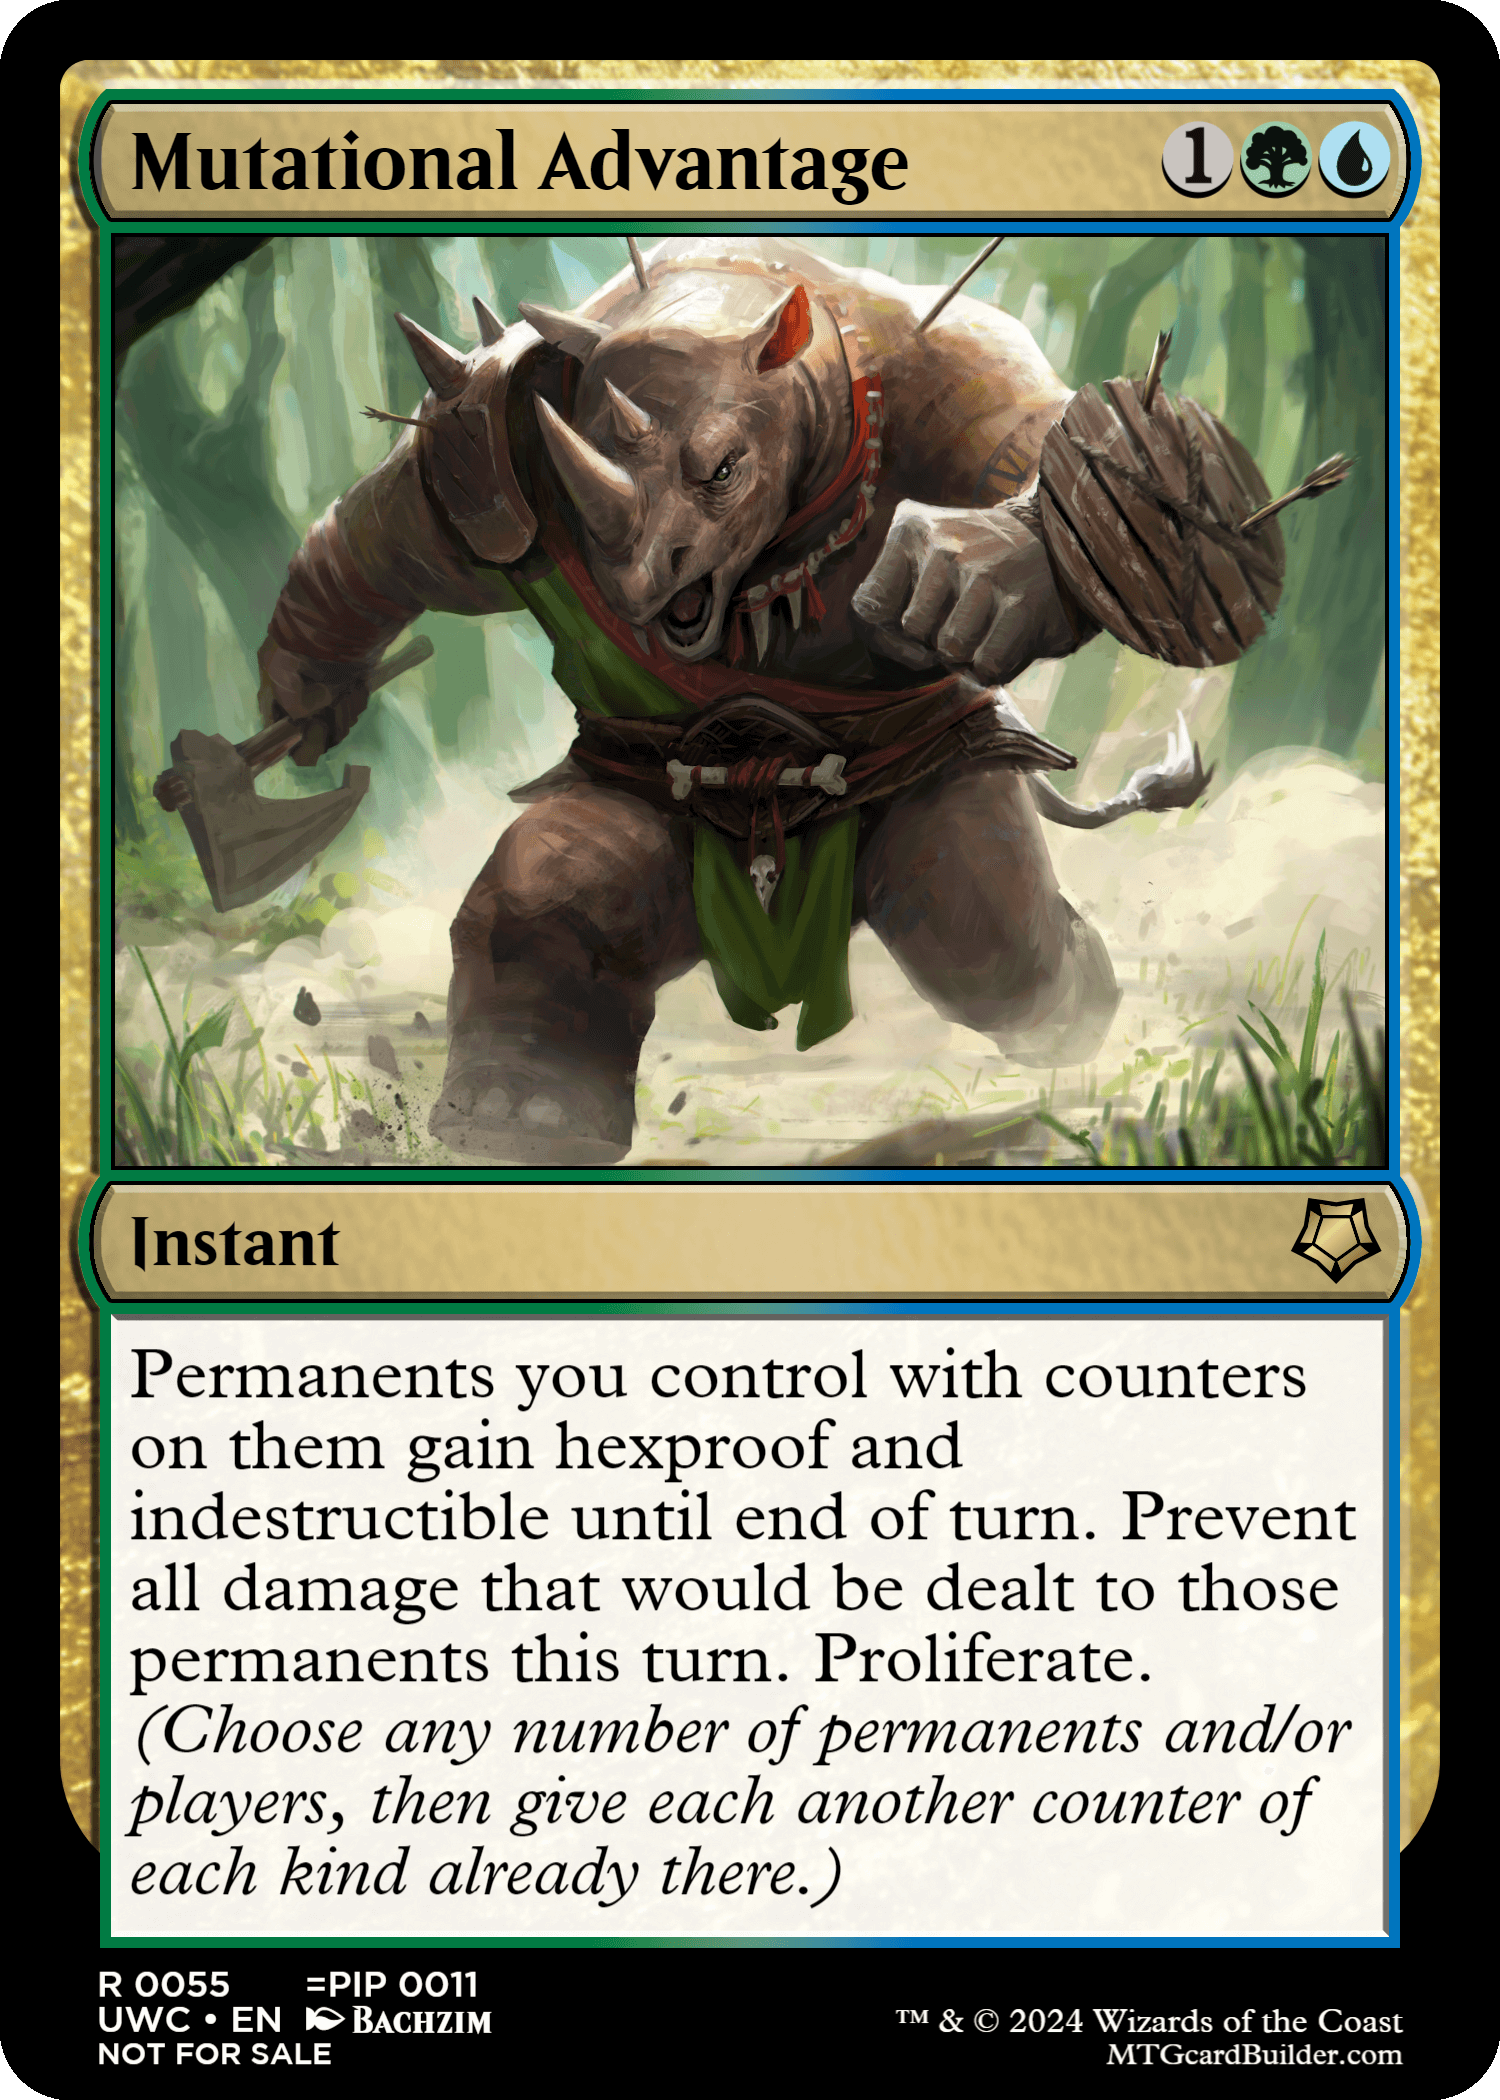 Mutational Advantage 1
Instant
Permanents you control with counters
on them gain hexproof and
indestructible until end of turn. Prevent
all damage that would be dealt to those
permanents this turn. Proliferate.
(Choose any number of permanents and/or
players, then give each another counter of
each kind already there.)
R 0055 =PIP 0011
UWC • EN BACHZIM
NOT FOR SALE
™ & © 2024 Wizards of the Coast
MTGcardBuilder.com